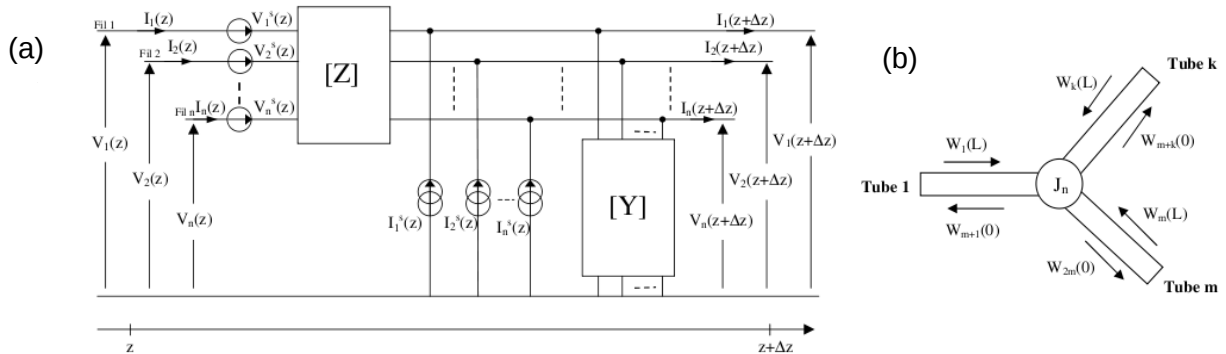 (a)
Fil 1
I₁(z)
V₁ˢ(z)
I₁(z+Δz)
Fil 2
I₂(z)
V₂ˢ(z)
I₂(z+Δz)
[Z]
Fil n
Iₙ(z)
Vₙˢ(z)
Iₙ(z+Δz)
V₁(z)
V₂(z)
Vₙ(z)
I₁ˢ(z)
I₂ˢ(z)
Iₙˢ(z)
[Y]
V₁(z+Δz)
V₂(z+Δz)
Vₙ(z+Δz)
z
z+Δz
(b)
Tube k
Wₖ(L)
Wₘ₊ₖ(0)
W₁(L)
Tube 1
Jₙ
Wₘ(L)
Wₘ₊₁(0)
W₂ₘ(0)
Tube m